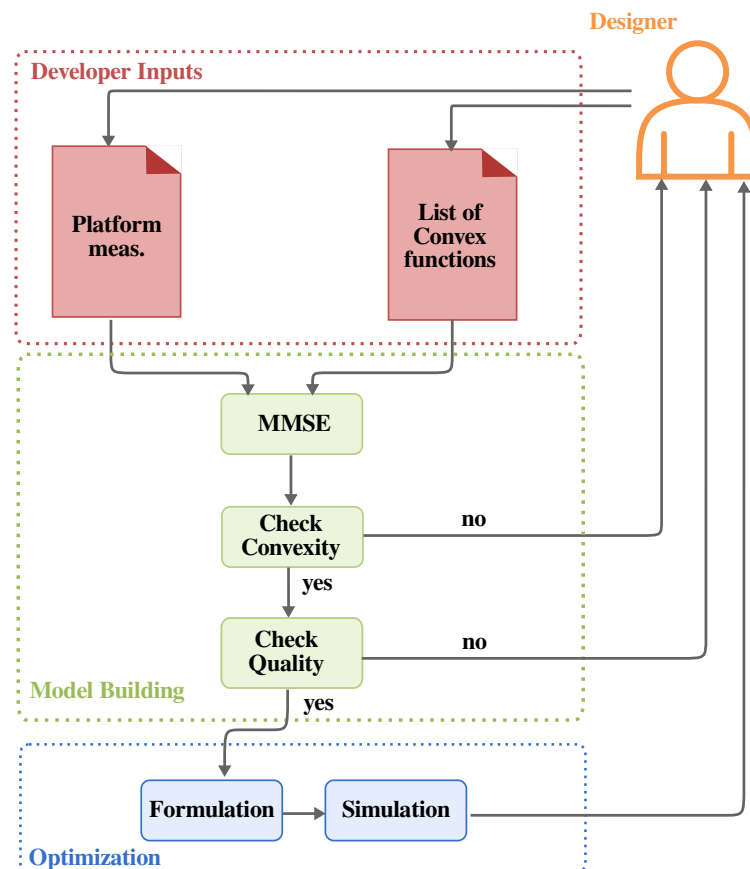 Designer
Developer Inputs
Platform
meas.
List of
Convex
functions
MMSE
Check
Convexity
no
yes
Check
Quality
no
Model Building
yes
Formulation
Simulation
Optimization